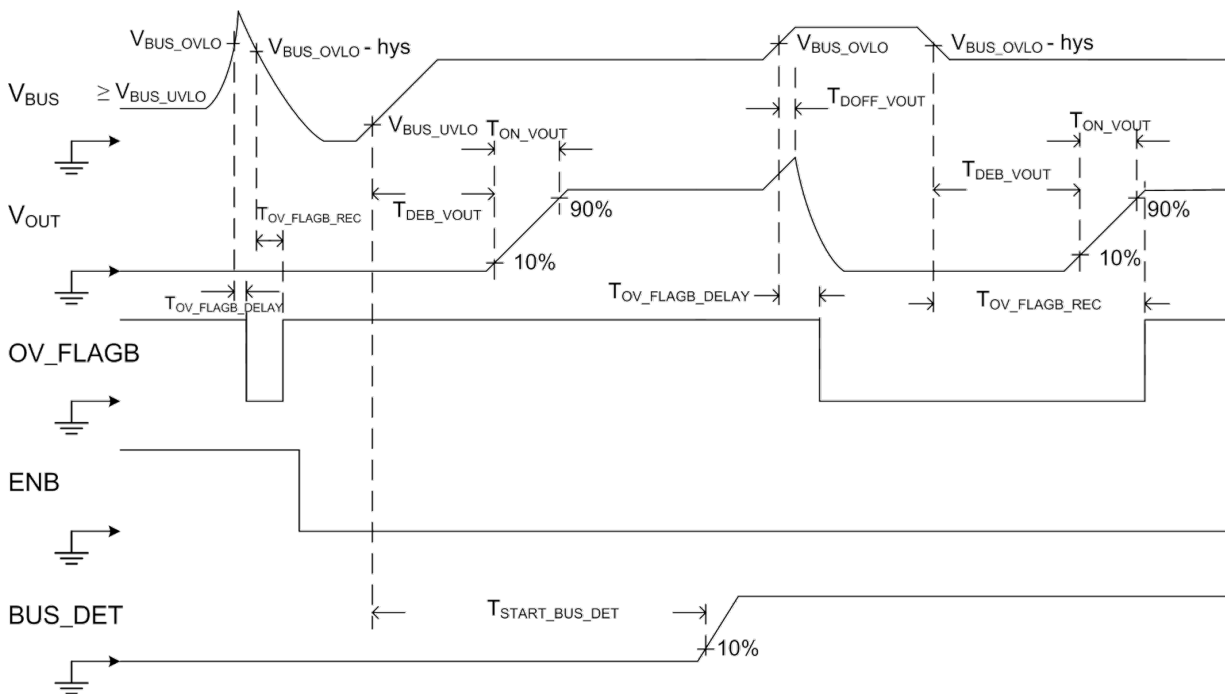 V_BUS_OVLO
V_BUS_OVLO - hys
V_BUS_OVLO
V_BUS_OVLO - hys
V_BUS ≥ V_BUS_UVLO
T_DOFF_VOUT
V_BUS_UVLO
T_ON_VOUT
T_ON_VOUT
T_DEB_VOUT
T_DEB_VOUT
V_OUT
T_OV_FLAGB_REC
90%
90%
10%
10%
T_OV_FLAGB_DELAY
T_OV_FLAGB_DELAY
T_OV_FLAGB_REC
OV_FLAGB
ENB
BUS_DET
T_START_BUS_DET
10%